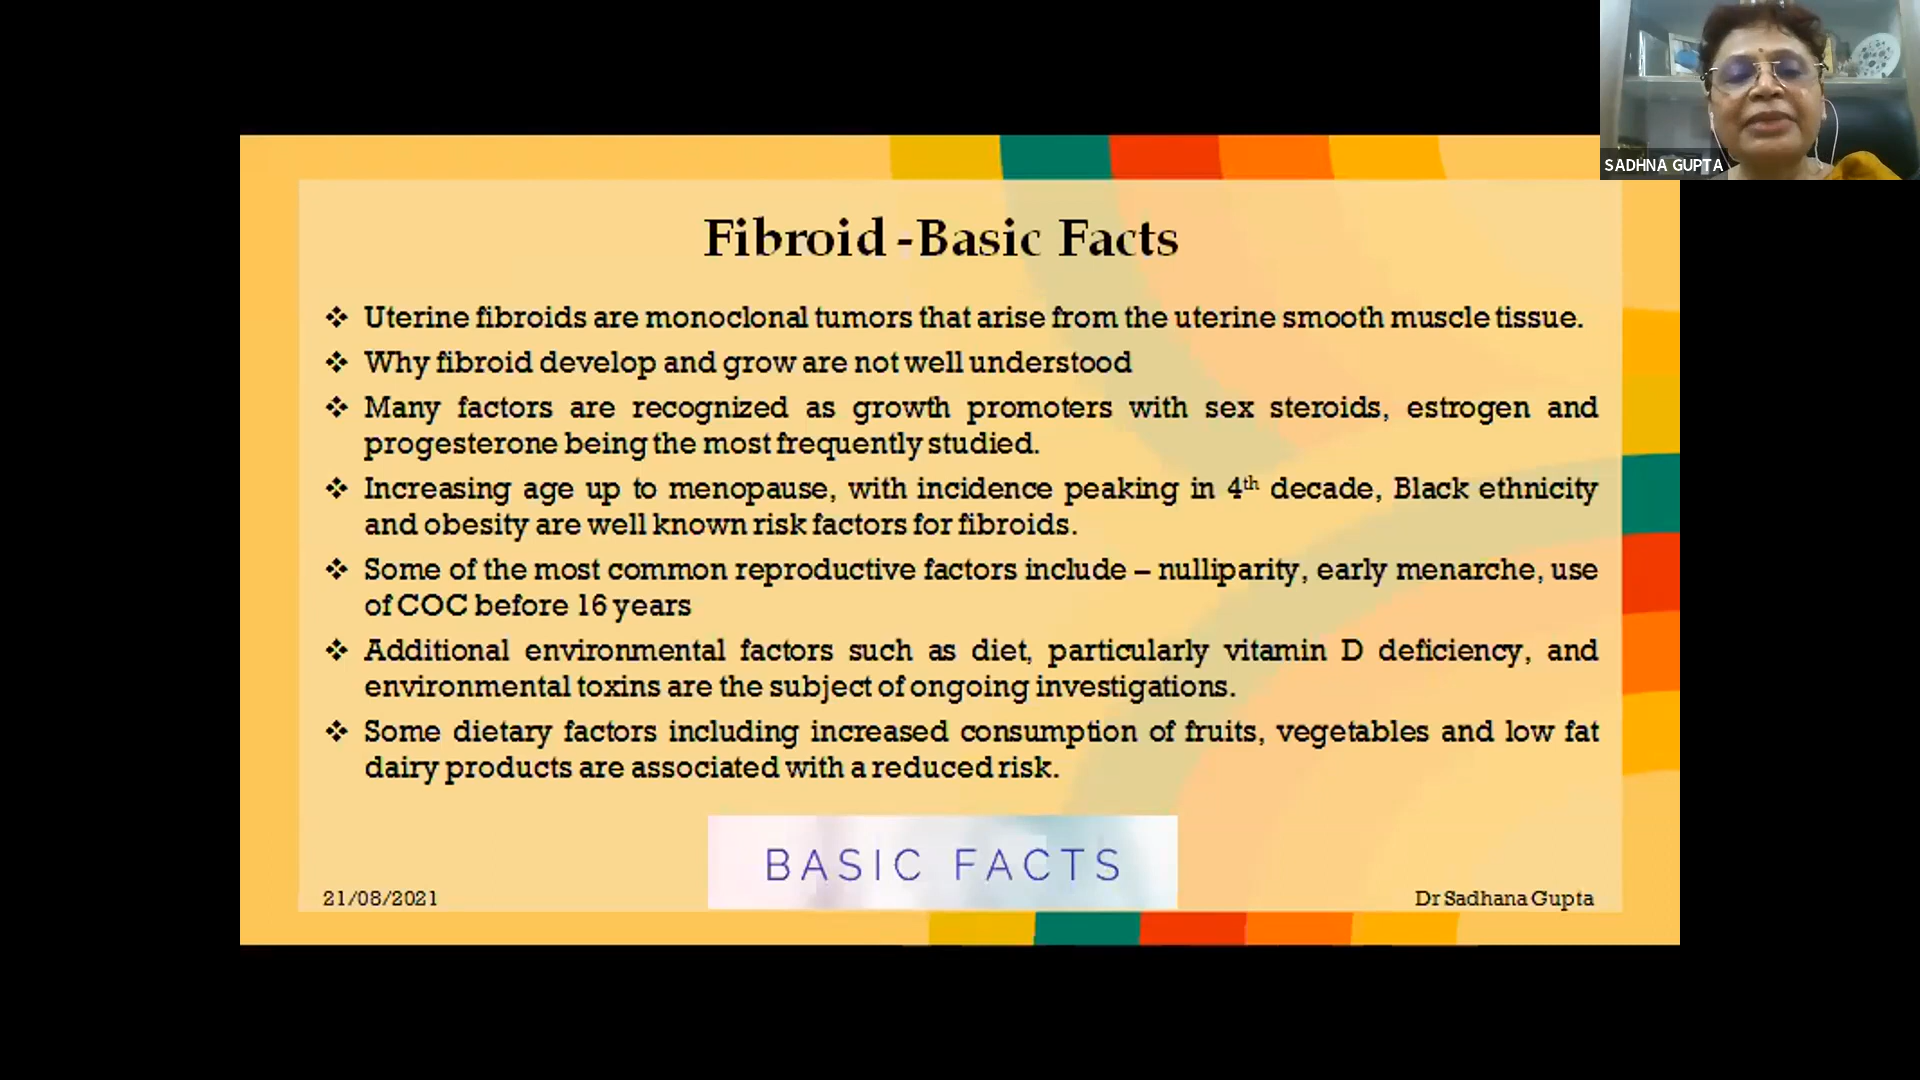 SADHNA GUPTA
Fibroid -Basic Facts
❖ Uterine fibroids are monoclonal tumors that arise from the uterine smooth muscle tissue.
❖ Why fibroid develop and grow are not well understood
❖ Many factors are recognized as growth promoters with sex steroids, estrogen and
progesterone being the most frequently studied.
❖ Increasing age up to menopause, with incidence peaking in 4th decade, Black ethnicity
and obesity are well known risk factors for fibroids.
❖ Some of the most common reproductive factors include – nulliparity, early menarche, use
of COC before 16 years
❖ Additional environmental factors such as diet, particularly vitamin D deficiency, and
environmental toxins are the subject of ongoing investigations.
❖ Some dietary factors including increased consumption of fruits, vegetables and low fat
dairy products are associated with a reduced risk.
BASIC FACTS
21/08/2021
Dr Sadhana Gupta